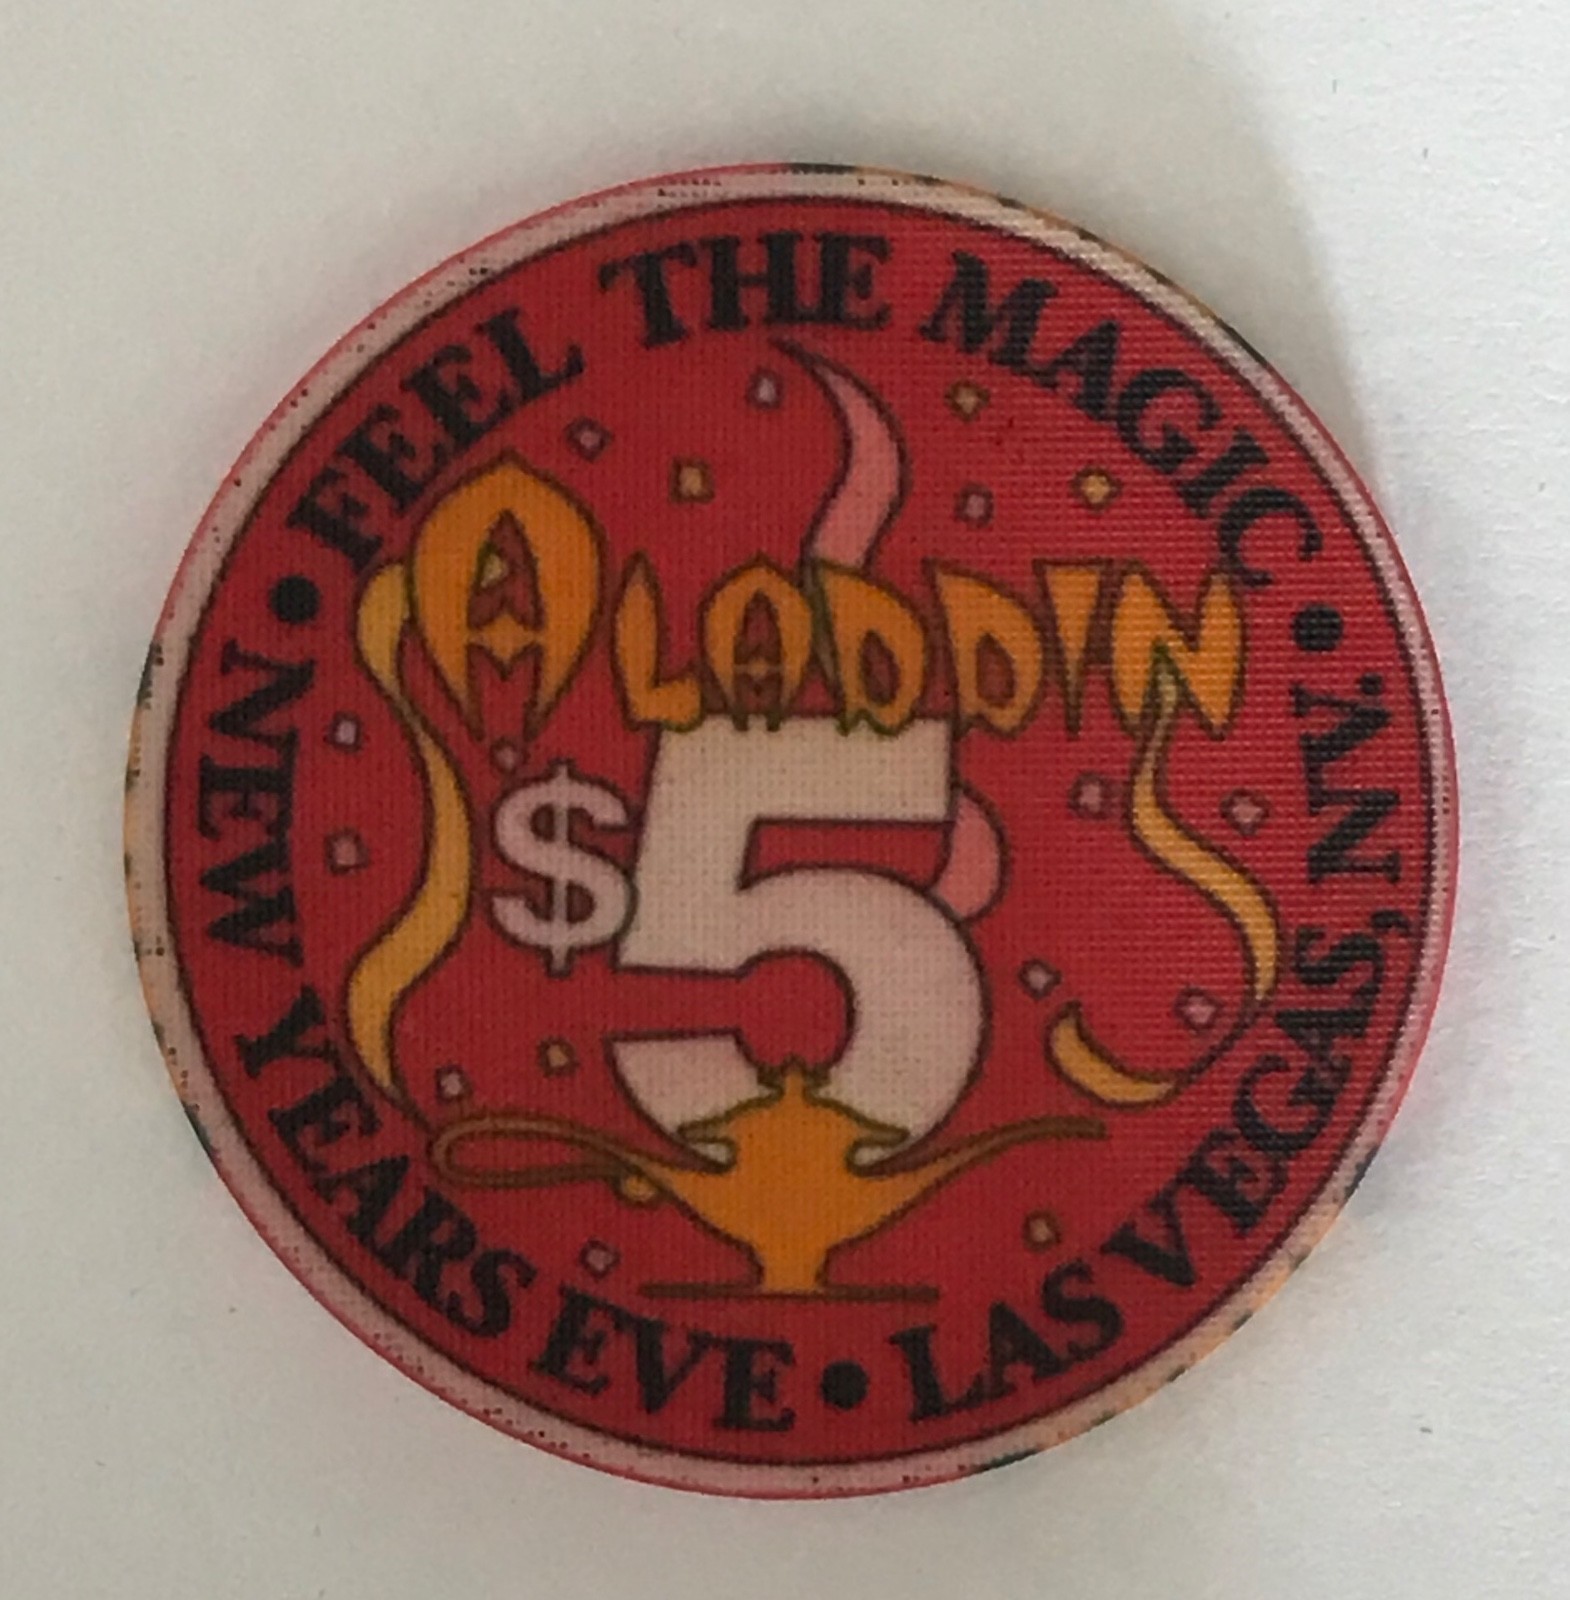 • FEEL THE MAGIC •
ALADDIN
$5
NEW YEARS EVE • LAS VEGAS, NV.